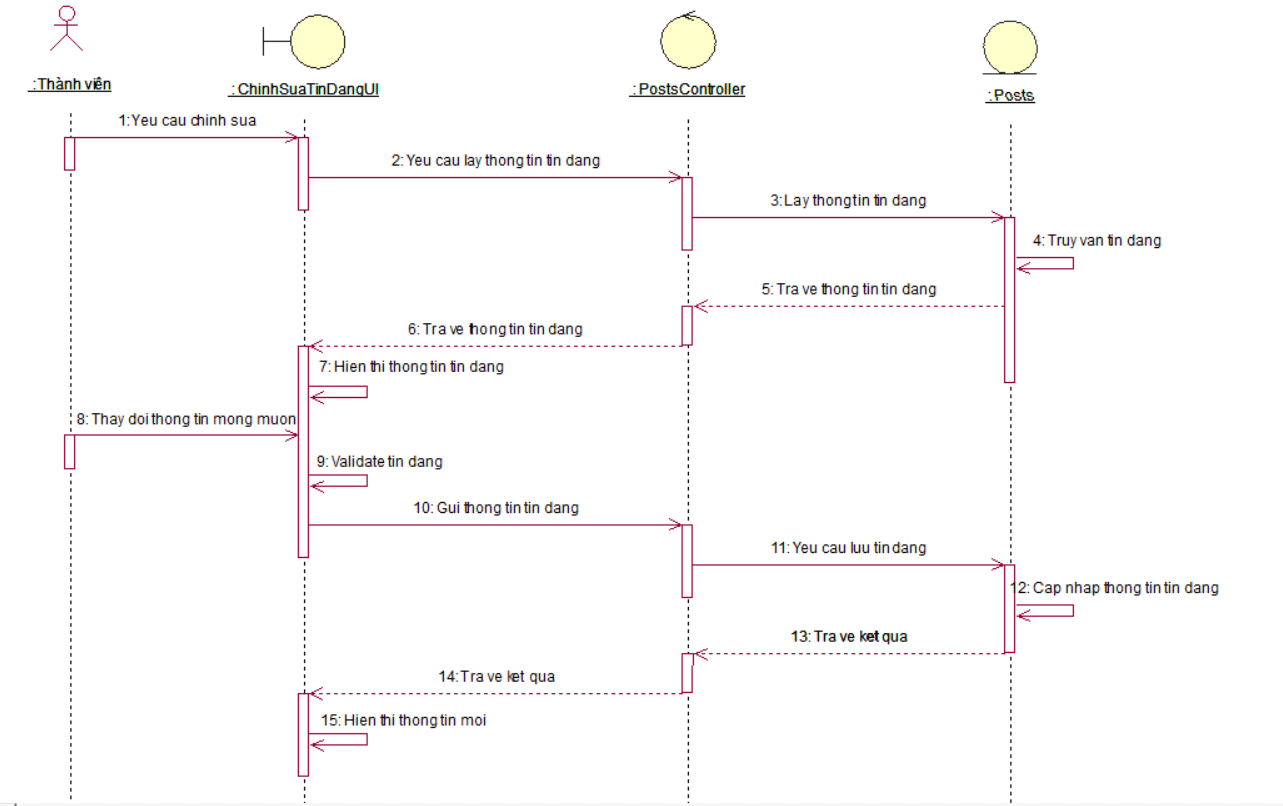 :Thành viên
:ChinhSuaTinDangUI
:PostsController
:Posts
1:Yeu cau chinh sua
2: Yeu cau lay thong tin tin dang
3:Lay thong tin tin dang
4: Truy van tin dang
5: Tra ve thong tin tin dang
6: Tra ve thong tin tin dang
7: Hien thi thong tin tin dang
8: Thay doi thong tin mong muon
9: Validate tin dang
10: Gui thong tin tin dang
11: Yeu cau luu tin dang
12: Cap nhap thong tin tin dang
13: Tra ve ket qua
14: Tra ve ket qua
15: Hien thi thong tin moi